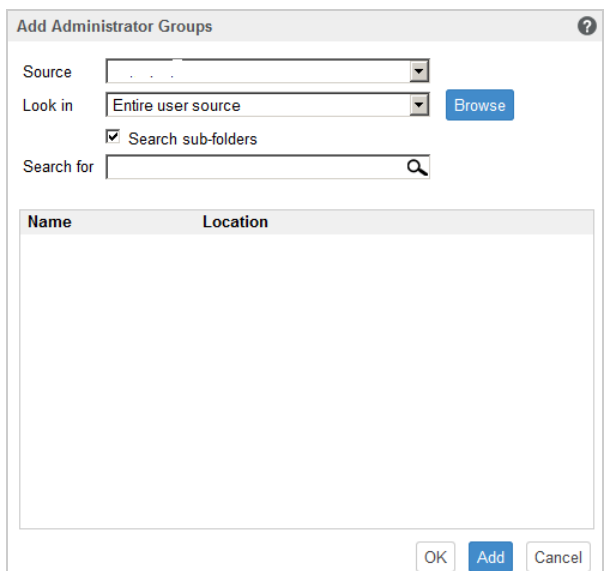 Add Administrator Groups ?
Source . . .
Look in Entire user source Browse
Search sub-folders
Search for
Name Location
OK Add Cancel